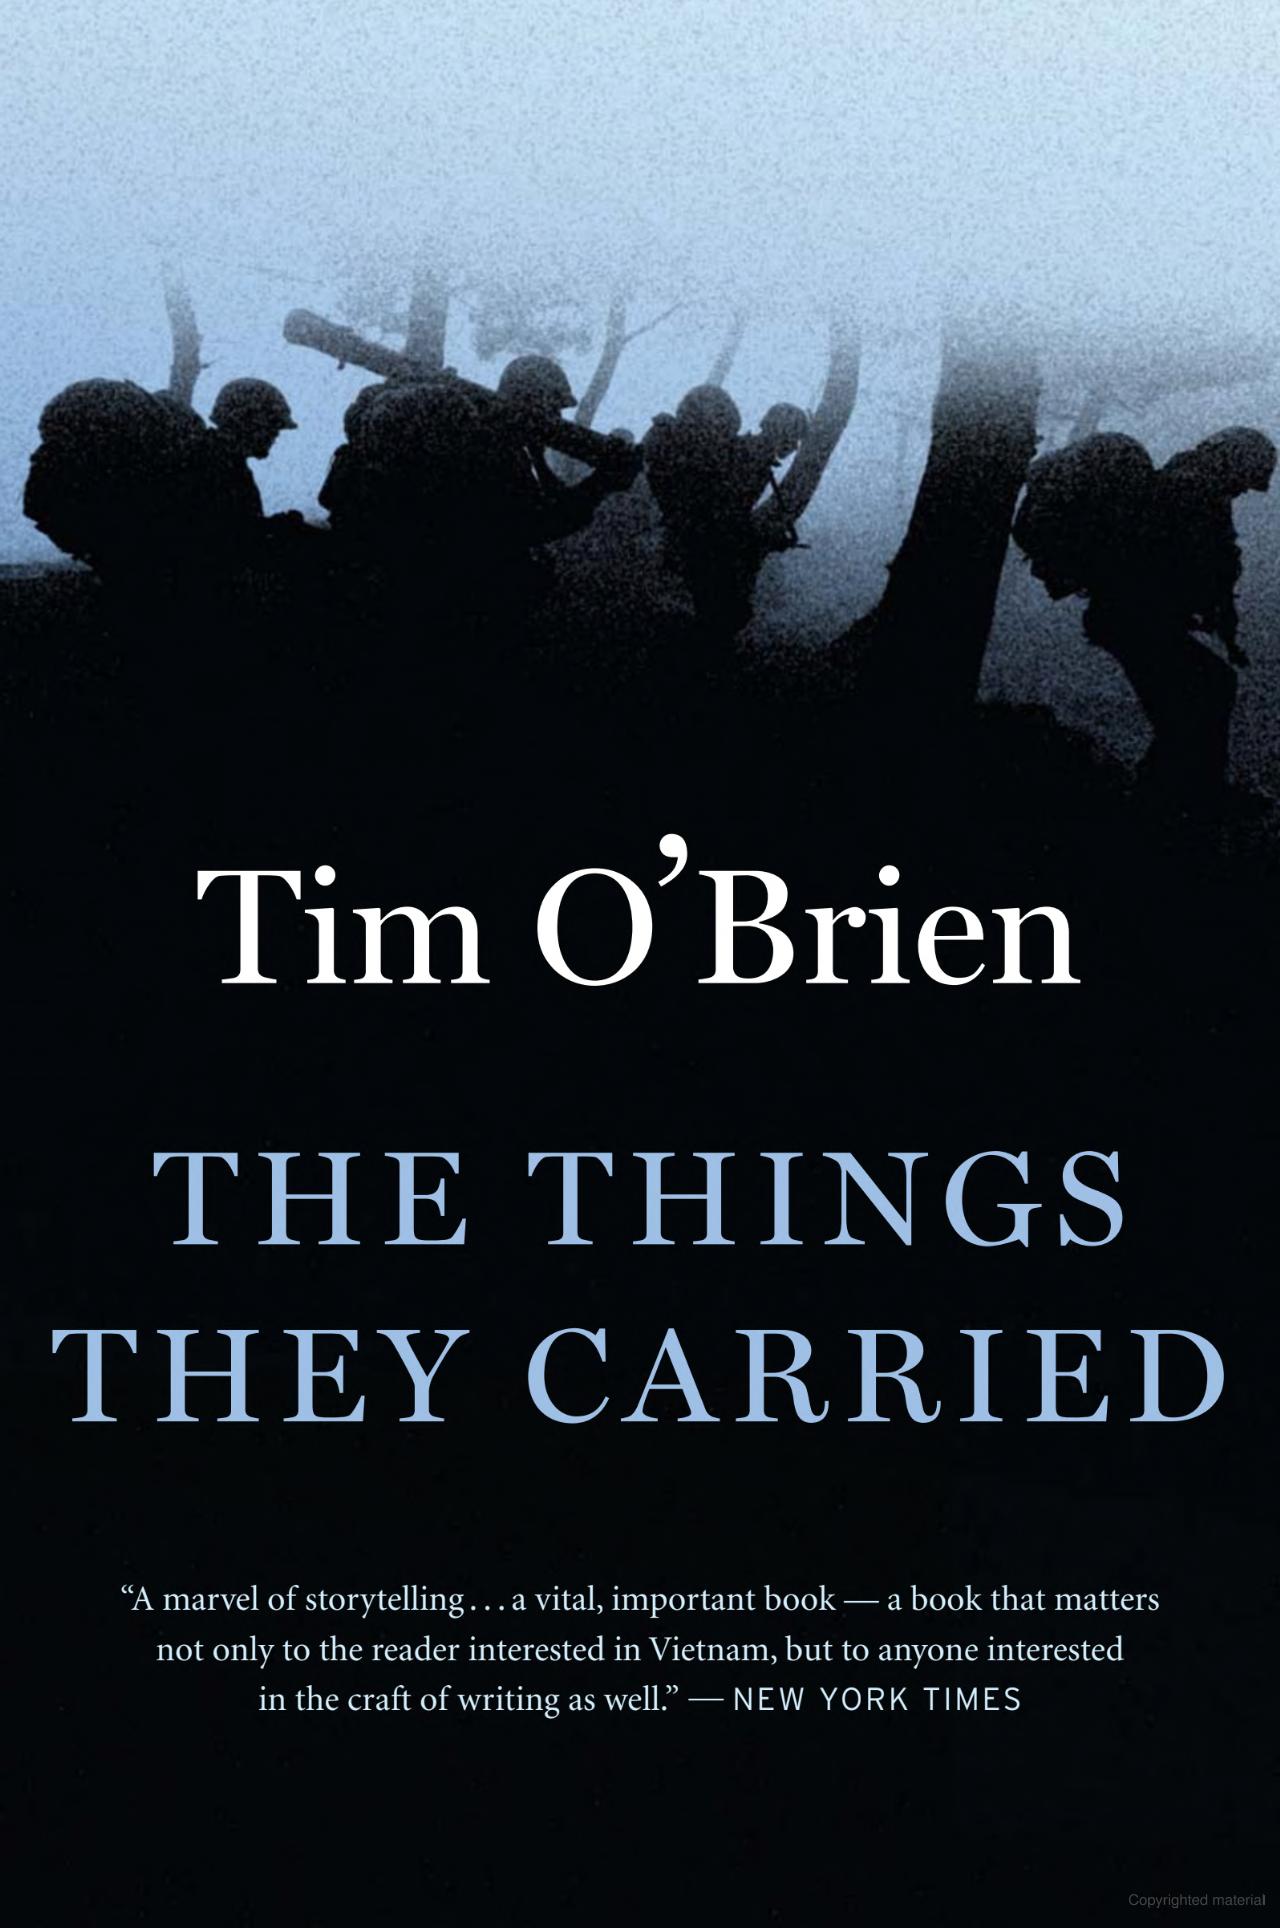 Tim O’Brien
THE THINGS
THEY CARRIED
“A marvel of storytelling . . . a vital, important book — a book that matters
not only to the reader interested in Vietnam, but to anyone interested
in the craft of writing as well.” — NEW YORK TIMES
Copyrighted material